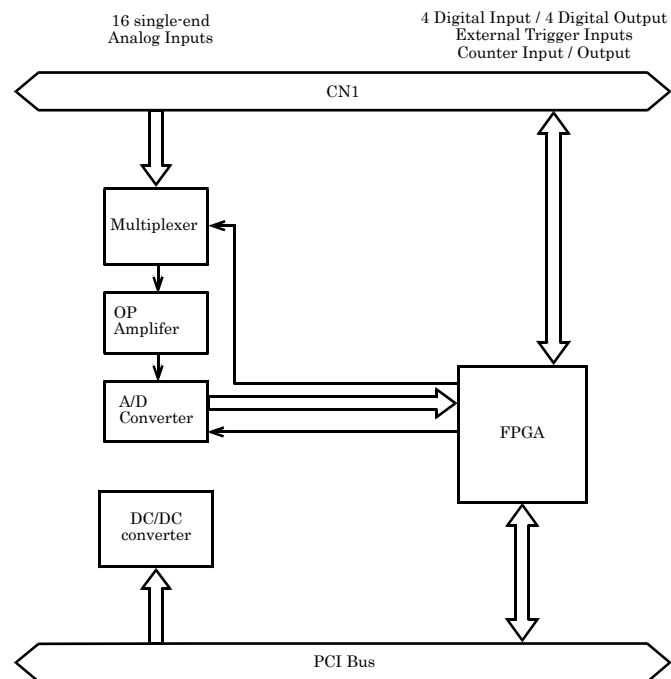 16 single-end
Analog Inputs
4 Digital Input / 4 Digital Output
External Trigger Inputs
Counter Input / Output
CN1
Multiplexer
OP
Amplifer
A/D
Converter
FPGA
DC/DC
converter
PCI Bus